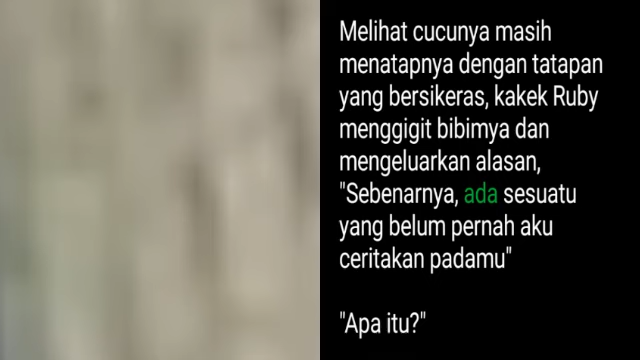 Melihat cucunya masih
menatapnya dengan tatapan
yang bersikeras, kakek Ruby
menggigit bibimya dan
mengeluarkan alasan,
"Sebenarnya, ada sesuatu
yang belum pernah aku
ceritakan padamu"
"Apa itu?"